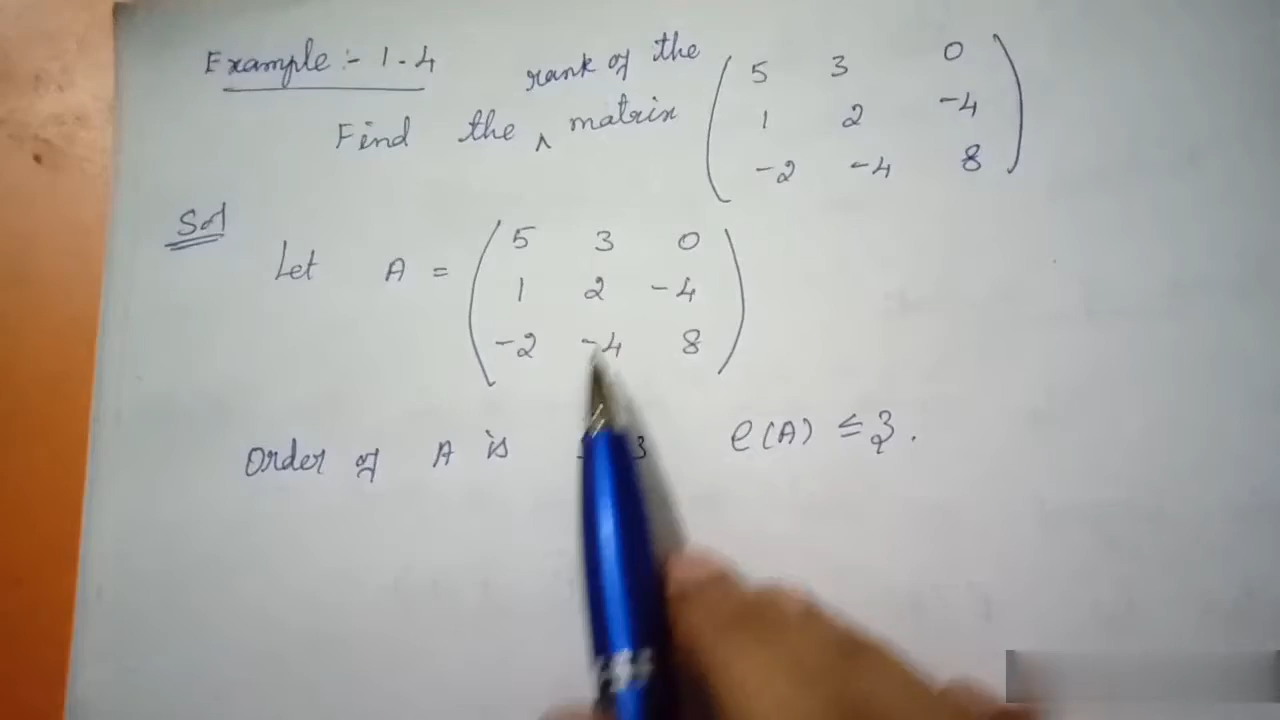 Example :- 1.4
Find the ∧ rank of the matrix
5 3 0
1 2 -4
-2 -4 8
Sol
Let A =
5 3 0
1 2 -4
-2 -4 8
Order of A is 3 ρ(A) ≤ 3.